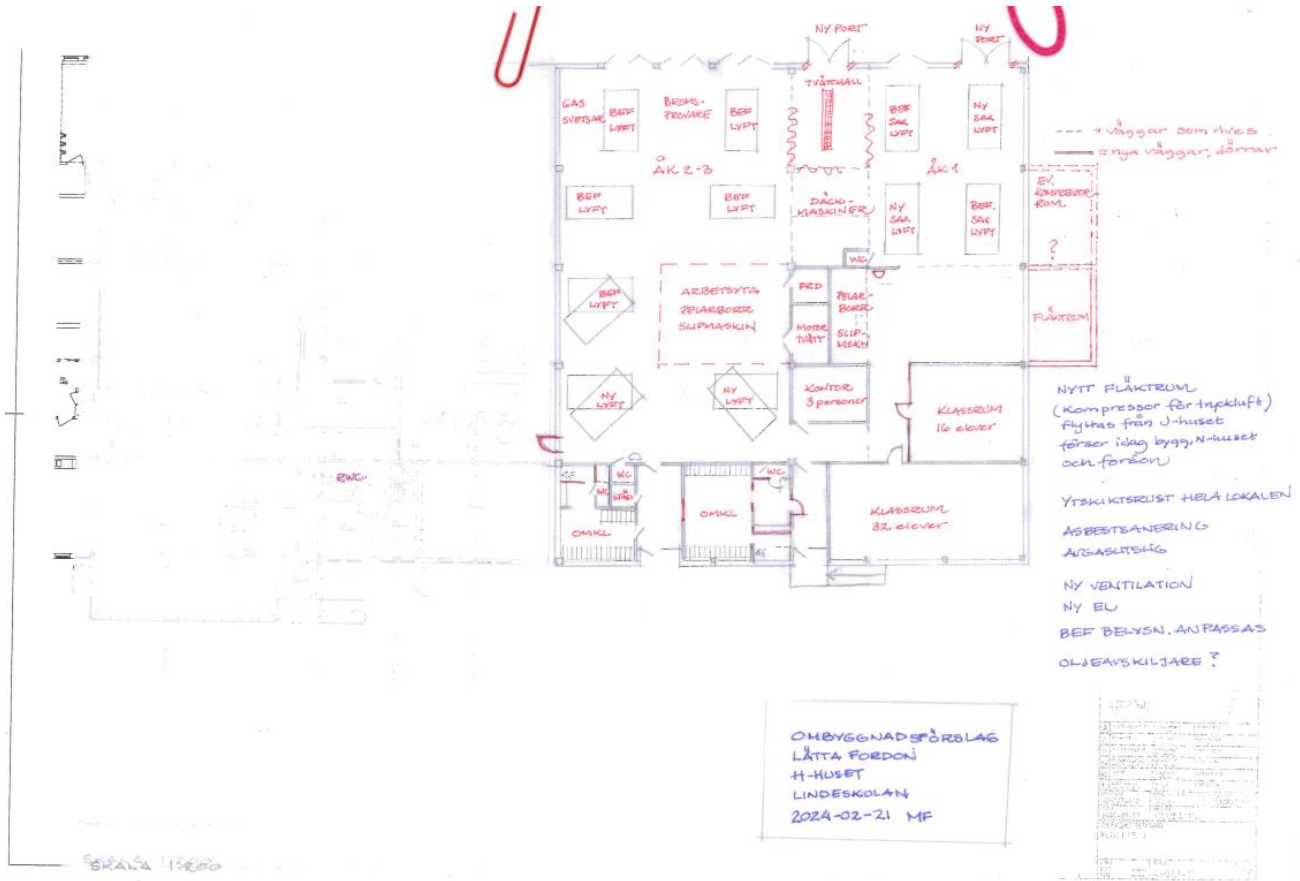 NY PORT
NY
PORT
TVÄTTHALL
GAS
SVETSAR
BEF
LYFT
BROMS-
PROVARE
BEF
LYFT
BEF
SAX
LYFT
NY
SAX
LYFT
= väggar som rives
= nya väggar, dörrar
ÅK 2-3
ÅK 1
EV.
KOMPRESSOR
RUM
?
BEF
LYFT
BEF
LYFT
DÄCK-
MASKINER
NY
SAX
LYFT
BEF.
SAX
LYFT
WC
BEF
LYFT
ARBETSYTA
PELARBORR
SLIPMASKIN
FRD
MOTOR
TVÄTT
PELAR-
BORR
SLIP-
MASKIN
FLÄKTRUM
NY
LYFT
NY
LYFT
KONTOR
3 personer
KLASSRUM
16 elever
NYTT FLÄKTRUM
(Kompressor för tryckluft)
flyttas från J-huset
förser idag bygg, N-huset
och fordon
RWC
WC
WC
STÄD
OMKL
OMKL
WC
KLASSRUM
32 elever
YTSKIKTSRUST HELA LOKALEN
ASBESTSANERING
AVGASUTSUG
NY VENTILATION
NY EL
BEF BELYSN. ANPASSAS
OLJEAVSKILJARE ?
OMBYGGNADSFÖRSLAG
LÄTTA FORDON
H-HUSET
LINDESKOLAN
2024-02-21 MF
SKALA